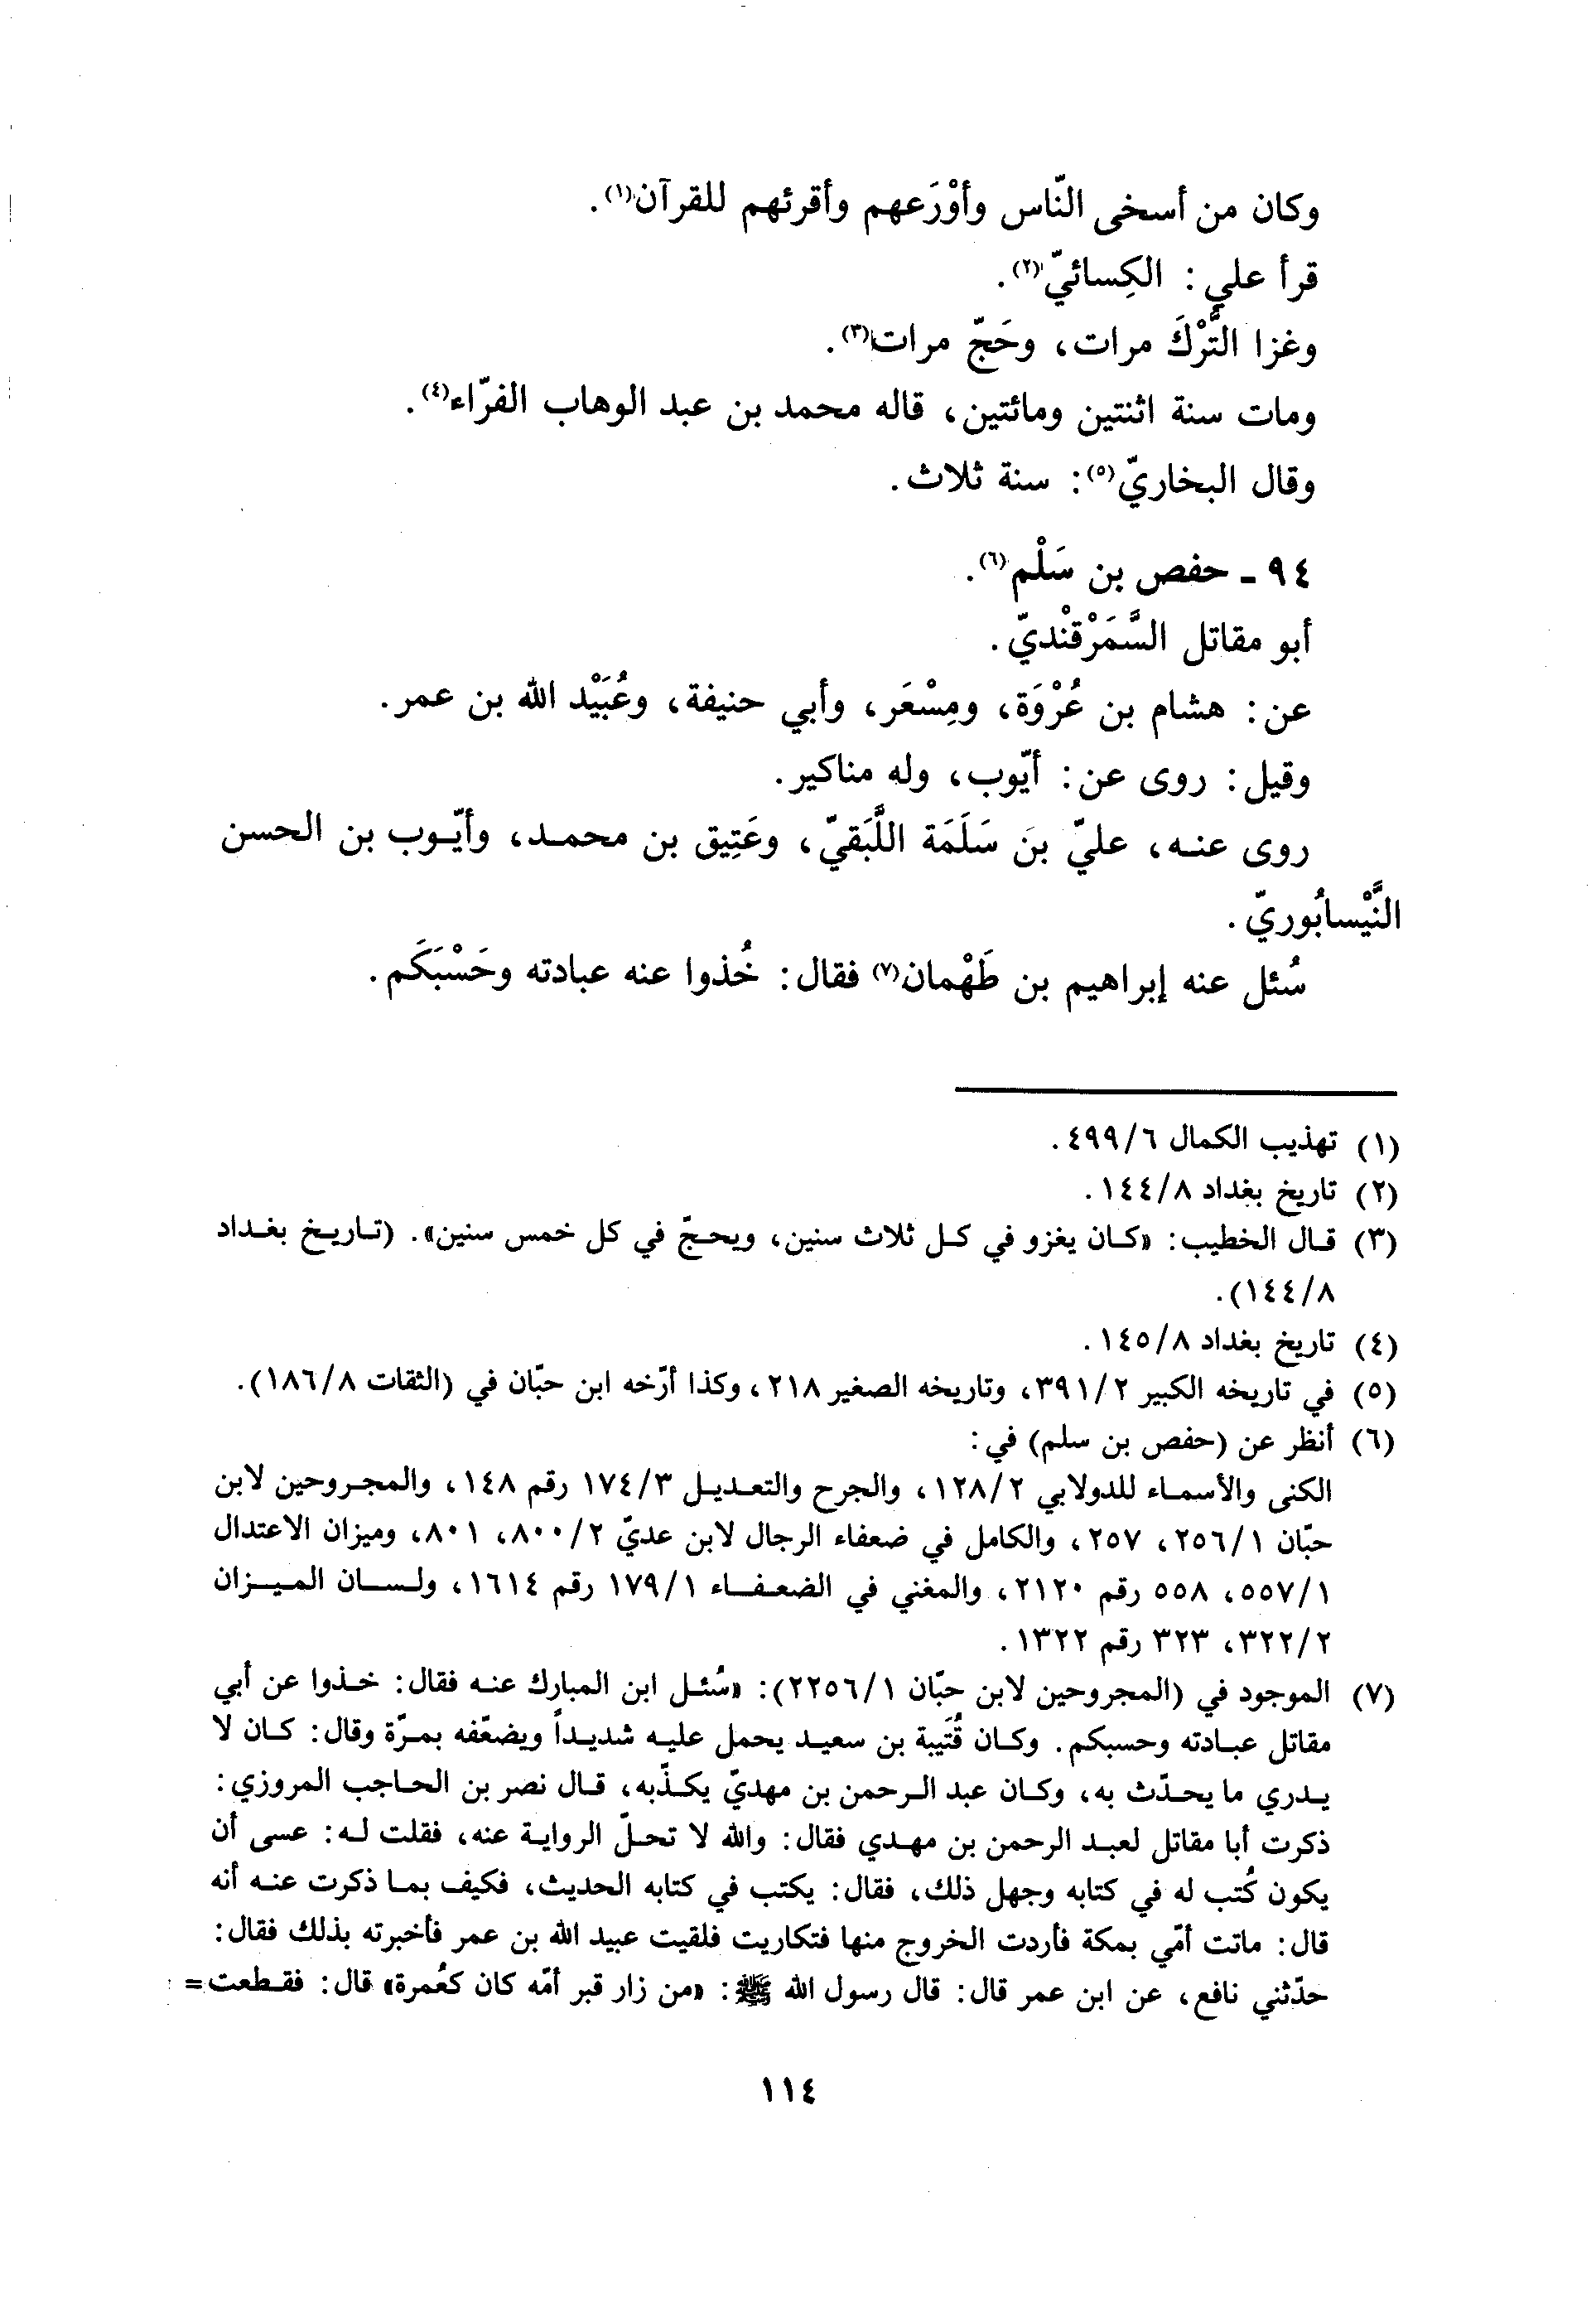 وكان من أسخى النّاس وأوْرَعهم وأقرئهم للقرآن(١).
قرأ علي: الكِسائيّ(٢).
وغزا التُّرْكَ مرات، وحَجّ مرات(٣).
ومات سنة اثنتين ومائتين، قاله محمد بن عبد الوهاب الفرّاء(٤).
وقال البخاريّ(٥): سنة ثلاث.
٩٤ ـ حفص بن سَلْم(٦).
أبو مقاتل السَّمَرْقنْديّ.
عن: هشام بن عُرْوَة، ومِسْعَر، وأبي حنيفة، وعُبَيْد الله بن عمر.
وقيل: روى عن: أيّوب، وله مناكير.
روى عنه، عليّ بنَ سَلَمَة اللَّبَقيّ، وعَتِيق بن محمد، وأيّوب بن الحسن
النَّيْسابُوريّ.
سُئل عنه إبراهيم بن طَهْمان(٧) فقال: خُذوا عنه عبادته وحَسْبَكَم.
(١) تهذيب الكمال ٤٩٩/٦.
(٢) تاريخ بغداد ١٤٤/٨.
(٣) قال الخطيب: «كان يغزو في كل ثلاث سنين، ويحجّ في كل خمس سنين». (تاريخ بغداد
١٤٤/٨).
(٤) تاريخ بغداد ١٤٥/٨.
(٥) في تاريخه الكبير ٣٩١/٢، وتاريخه الصغير ٢١٨، وكذا أرّخه ابن حبّان في (الثقات ١٨٦/٨).
(٦) أنظر عن (حفص بن سلم) في:
الكنى والأسماء للدولابي ١٢٨/٢، والجرح والتعديل ١٧٤/٣ رقم ١٤٨، والمجروحين لابن
حبّان ٢٥٦/١، ٢٥٧، والكامل في ضعفاء الرجال لابن عديّ ٨٠٠/٢، ٨٠١، وميزان الاعتدال
٥٥٧/١، ٥٥٨ رقم ٢١٢٠، والمغني في الضعفاء ١٧٩/١ رقم ١٦١٤، ولسان الميزان
٣٢٢/٢، ٣٢٣ رقم ١٣٢٢.
(٧) الموجود في (المجروحين لابن حبّان ٢٢٥٦/١): «سُئل ابن المبارك عنه فقال: خذوا عن أبي
مقاتل عبادته وحسبكم. وكان قُتَيبة بن سعيد يحمل عليه شديداً ويضعّفه بمرّة وقال: كان لا
يدري ما يحدّث به، وكان عبد الرحمن بن مهديّ يكذّبه، قال نصر بن الحاجب المروزي:
ذكرت أبا مقاتل لعبد الرحمن بن مهدي فقال: والله لا تحلّ الرواية عنه، فقلت له: عسى أن
يكون كُتب له في كتابه وجهل ذلك، فقال: يكتب في كتابه الحديث، فكيف بما ذكرت عنه أنه
قال: ماتت أمّي بمكة فأردت الخروج منها فتكاريت فلقيت عبيد الله بن عمر فأخبرته بذلك فقال:
حدّثني نافع، عن ابن عمر قال: قال رسول الله ﷺ: «من زار قبر أمّه كان كعُمرة» قال: فقطعت=
١١٤